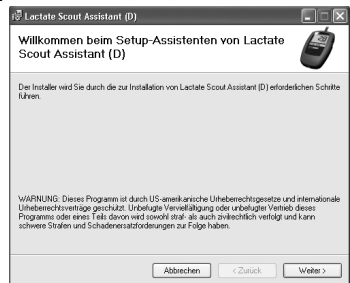 Lactate Scout Assistant (D)
Willkommen beim Setup-Assistenten von Lactate
Scout Assistant (D)
Der Installer wird Sie durch die zur Installation von Lactate Scout Assistant (D) erforderlichen Schritte
führen.
WARNUNG: Dieses Programm ist durch US-amerikanische Urheberrechtsgesetze und internationale
Urheberrechtsverträge geschützt. Unbefugte Vervielfältigung oder unbefugter Vertrieb dieses
Programms oder eines Teils davon wird sowohl straf- als auch zivilrechtlich verfolgt und kann
schwere Strafen und Schadenersatzforderungen zur Folge haben.
Abbrechen < Zurück Weiter >